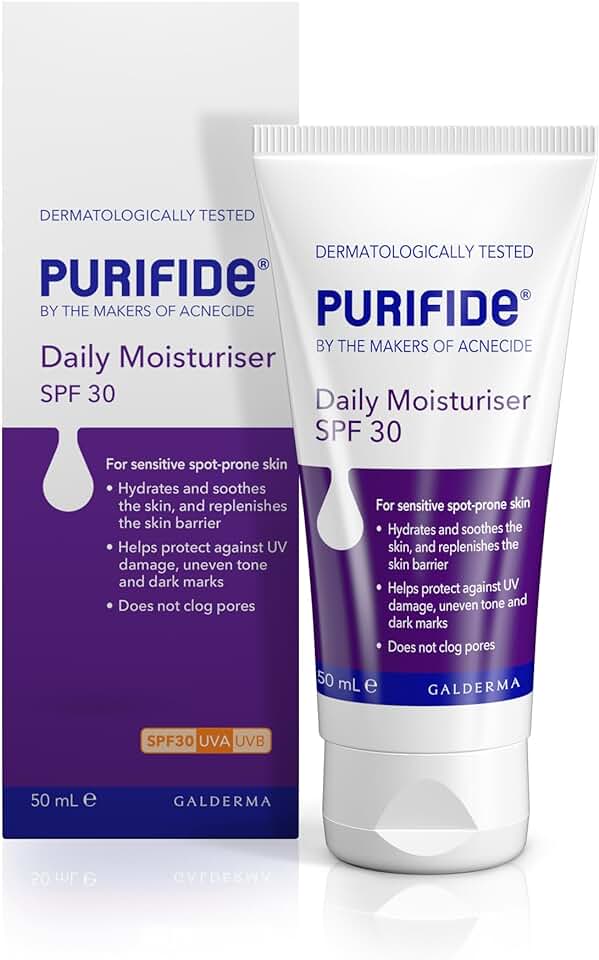 DERMATOLOGICALLY TESTED
PURIFIDE®
BY THE MAKERS OF ACNECIDE
Daily Moisturiser
SPF 30
For sensitive spot-prone skin
• Hydrates and soothes
the skin, and replenishes
the skin barrier
• Helps protect against UV
damage, uneven tone
and dark marks
• Does not clog pores
SPF30 UVA UVB
50 mL ℮
GALDERMA
DERMATOLOGICALLY TESTED
PURIFIDE®
BY THE MAKERS OF ACNECIDE
Daily Moisturiser
SPF 30
For sensitive spot-prone skin
• Hydrates and soothes the
skin, and replenishes the
skin barrier
• Helps protect against UV
damage, uneven tone and
dark marks
• Does not clog pores
50 mL ℮
GALDERMA